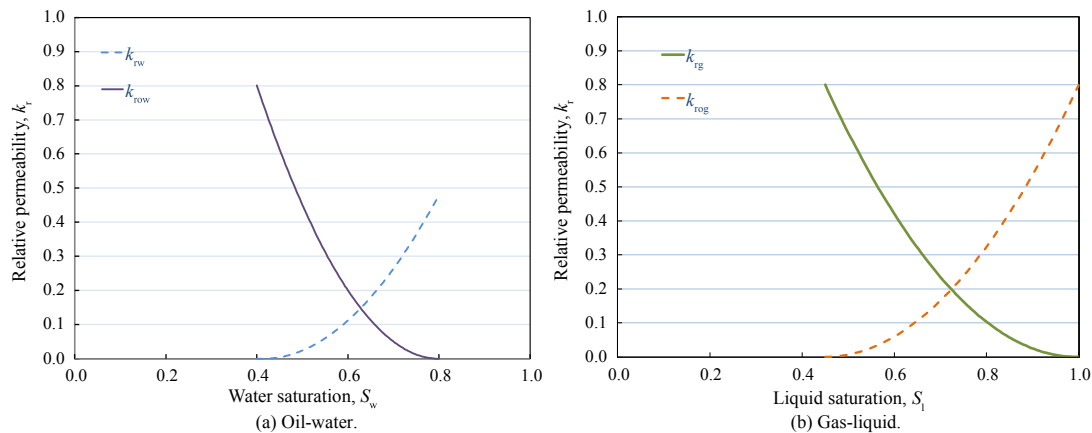 1.0
0.9
0.8
0.7
0.6
0.5
0.4
0.3
0.2
0.1
0.0
Relative permeability, kr
krw
krow
0.0 0.2 0.4 0.6 0.8 1.0
Water saturation, Sw
(a) Oil-water.
1.0
0.9
0.8
0.7
0.6
0.5
0.4
0.3
0.2
0.1
0.0
Relative permeability, kr
krg
krog
0.0 0.2 0.4 0.6 0.8 1.0
Liquid saturation, Sl
(b) Gas-liquid.